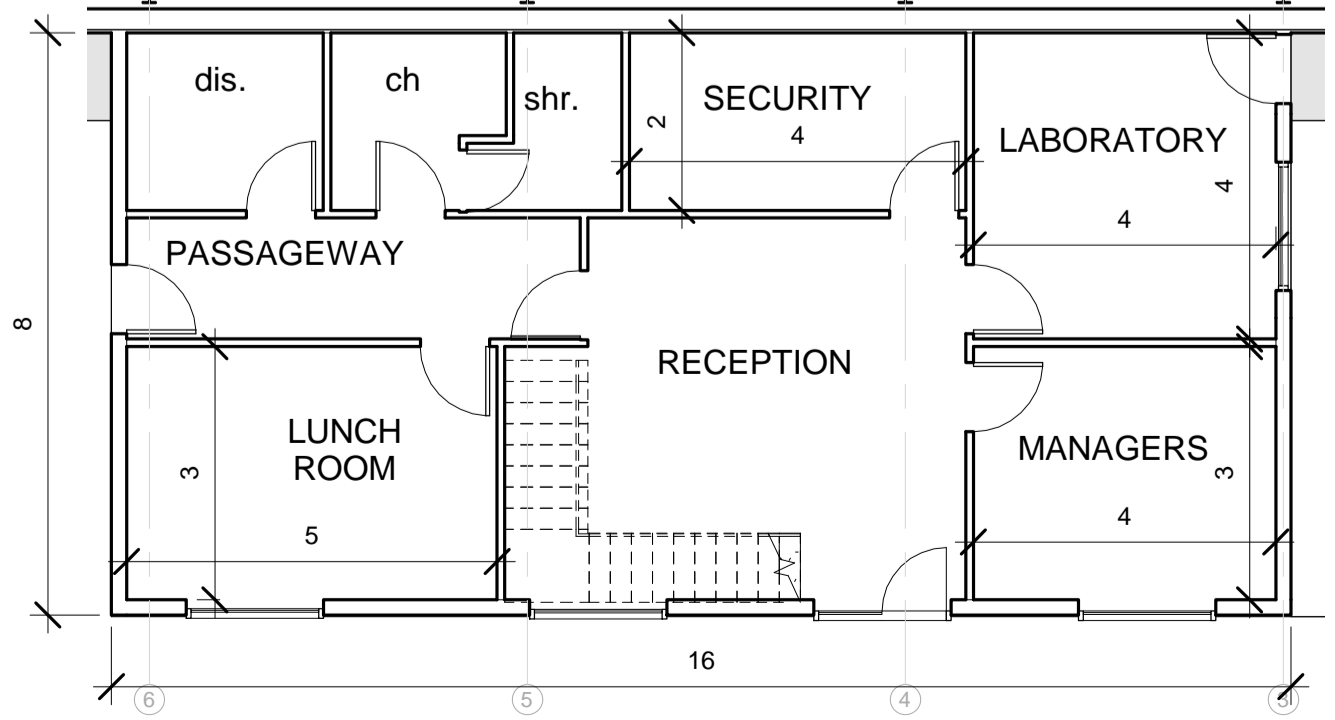 dis.
ch
shr.
SECURITY
2
4
LABORATORY
4
4
PASSAGEWAY
8
RECEPTION
LUNCH
ROOM
3
5
MANAGERS
3
4
16
6
5
4
3